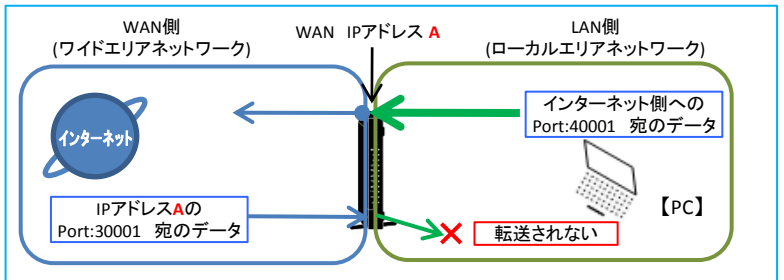 WAN側
(ワイドエリアネットワーク)
WAN IPアドレス A
LAN側
(ローカルエリアネットワーク)
インターネット
インターネット側への
Port:40001 宛のデータ
【PC】
IPアドレスAの
Port:30001 宛のデータ
転送されない